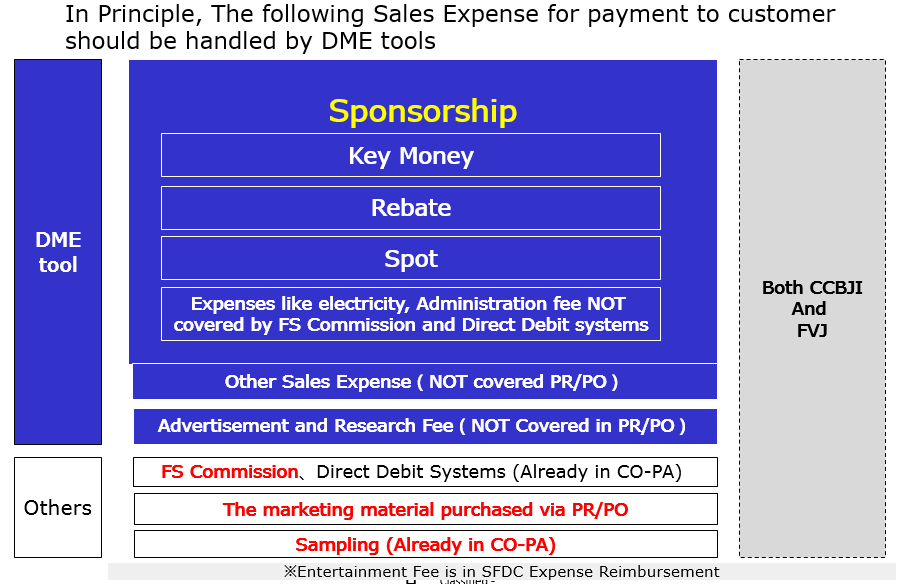 In Principle, The following Sales Expense for payment to customer
should be handled by DME tools
DME
tool
Sponsorship
Key Money
Rebate
Spot
Expenses like electricity, Administration fee NOT
covered by FS Commission and Direct Debit systems
Other Sales Expense ( NOT covered PR/PO )
Advertisement and Research Fee ( NOT Covered in PR/PO )
Both CCBJI
And
FVJ
Others
FS Commission、Direct Debit Systems (Already in CO-PA)
The marketing material purchased via PR/PO
Sampling (Already in CO-PA)
※Entertainment Fee is in SFDC Expense Reimbursement
Classified -